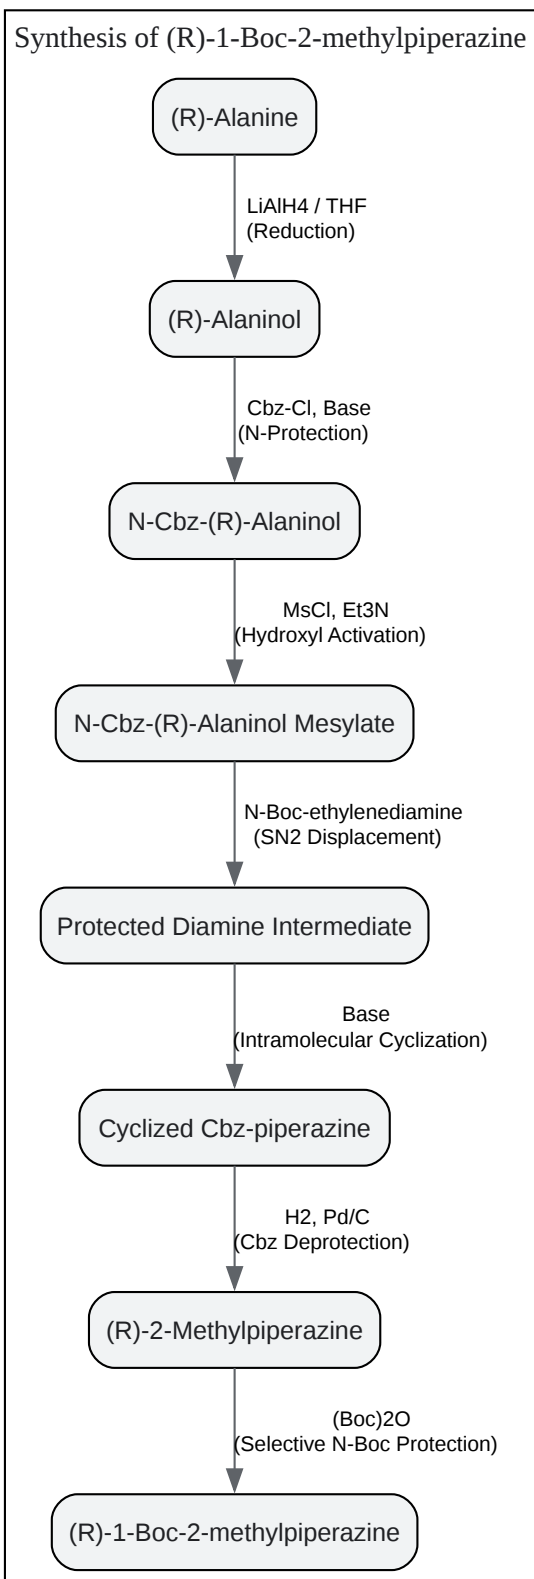 Synthesis of (R)-1-Boc-2-methylpiperazine
(R)-Alanine
LiAlH4 / THF
(Reduction)
(R)-Alaninol
Cbz-Cl, Base
(N-Protection)
N-Cbz-(R)-Alaninol
MsCl, Et3N
(Hydroxyl Activation)
N-Cbz-(R)-Alaninol Mesylate
N-Boc-ethylenediamine
(SN2 Displacement)
Protected Diamine Intermediate
Base
(Intramolecular Cyclization)
Cyclized Cbz-piperazine
H2, Pd/C
(Cbz Deprotection)
(R)-2-Methylpiperazine
(Boc)2O
(Selective N-Boc Protection)
(R)-1-Boc-2-methylpiperazine